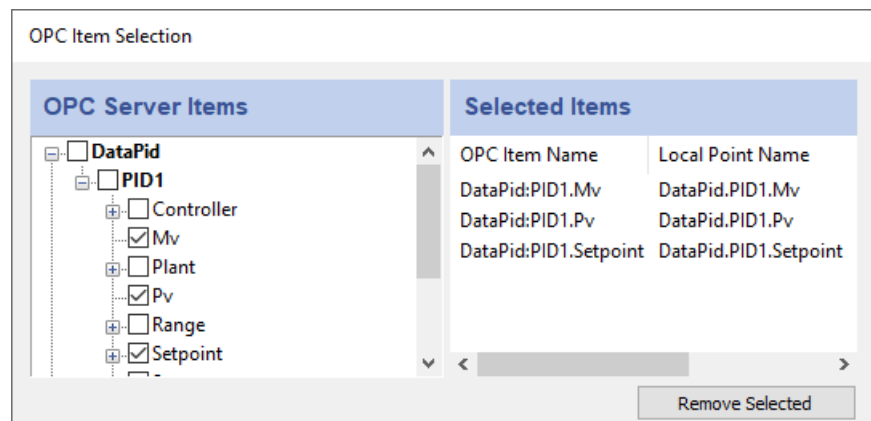 OPC Item Selection
OPC Server Items
DataPid
PID1
Controller
Mv
Plant
Pv
Range
Setpoint
Selected Items
OPC Item Name Local Point Name
DataPid:PID1.Mv DataPid.PID1.Mv
DataPid:PID1.Pv DataPid.PID1.Pv
DataPid:PID1.Setpoint DataPid.PID1.Setpoint
Remove Selected